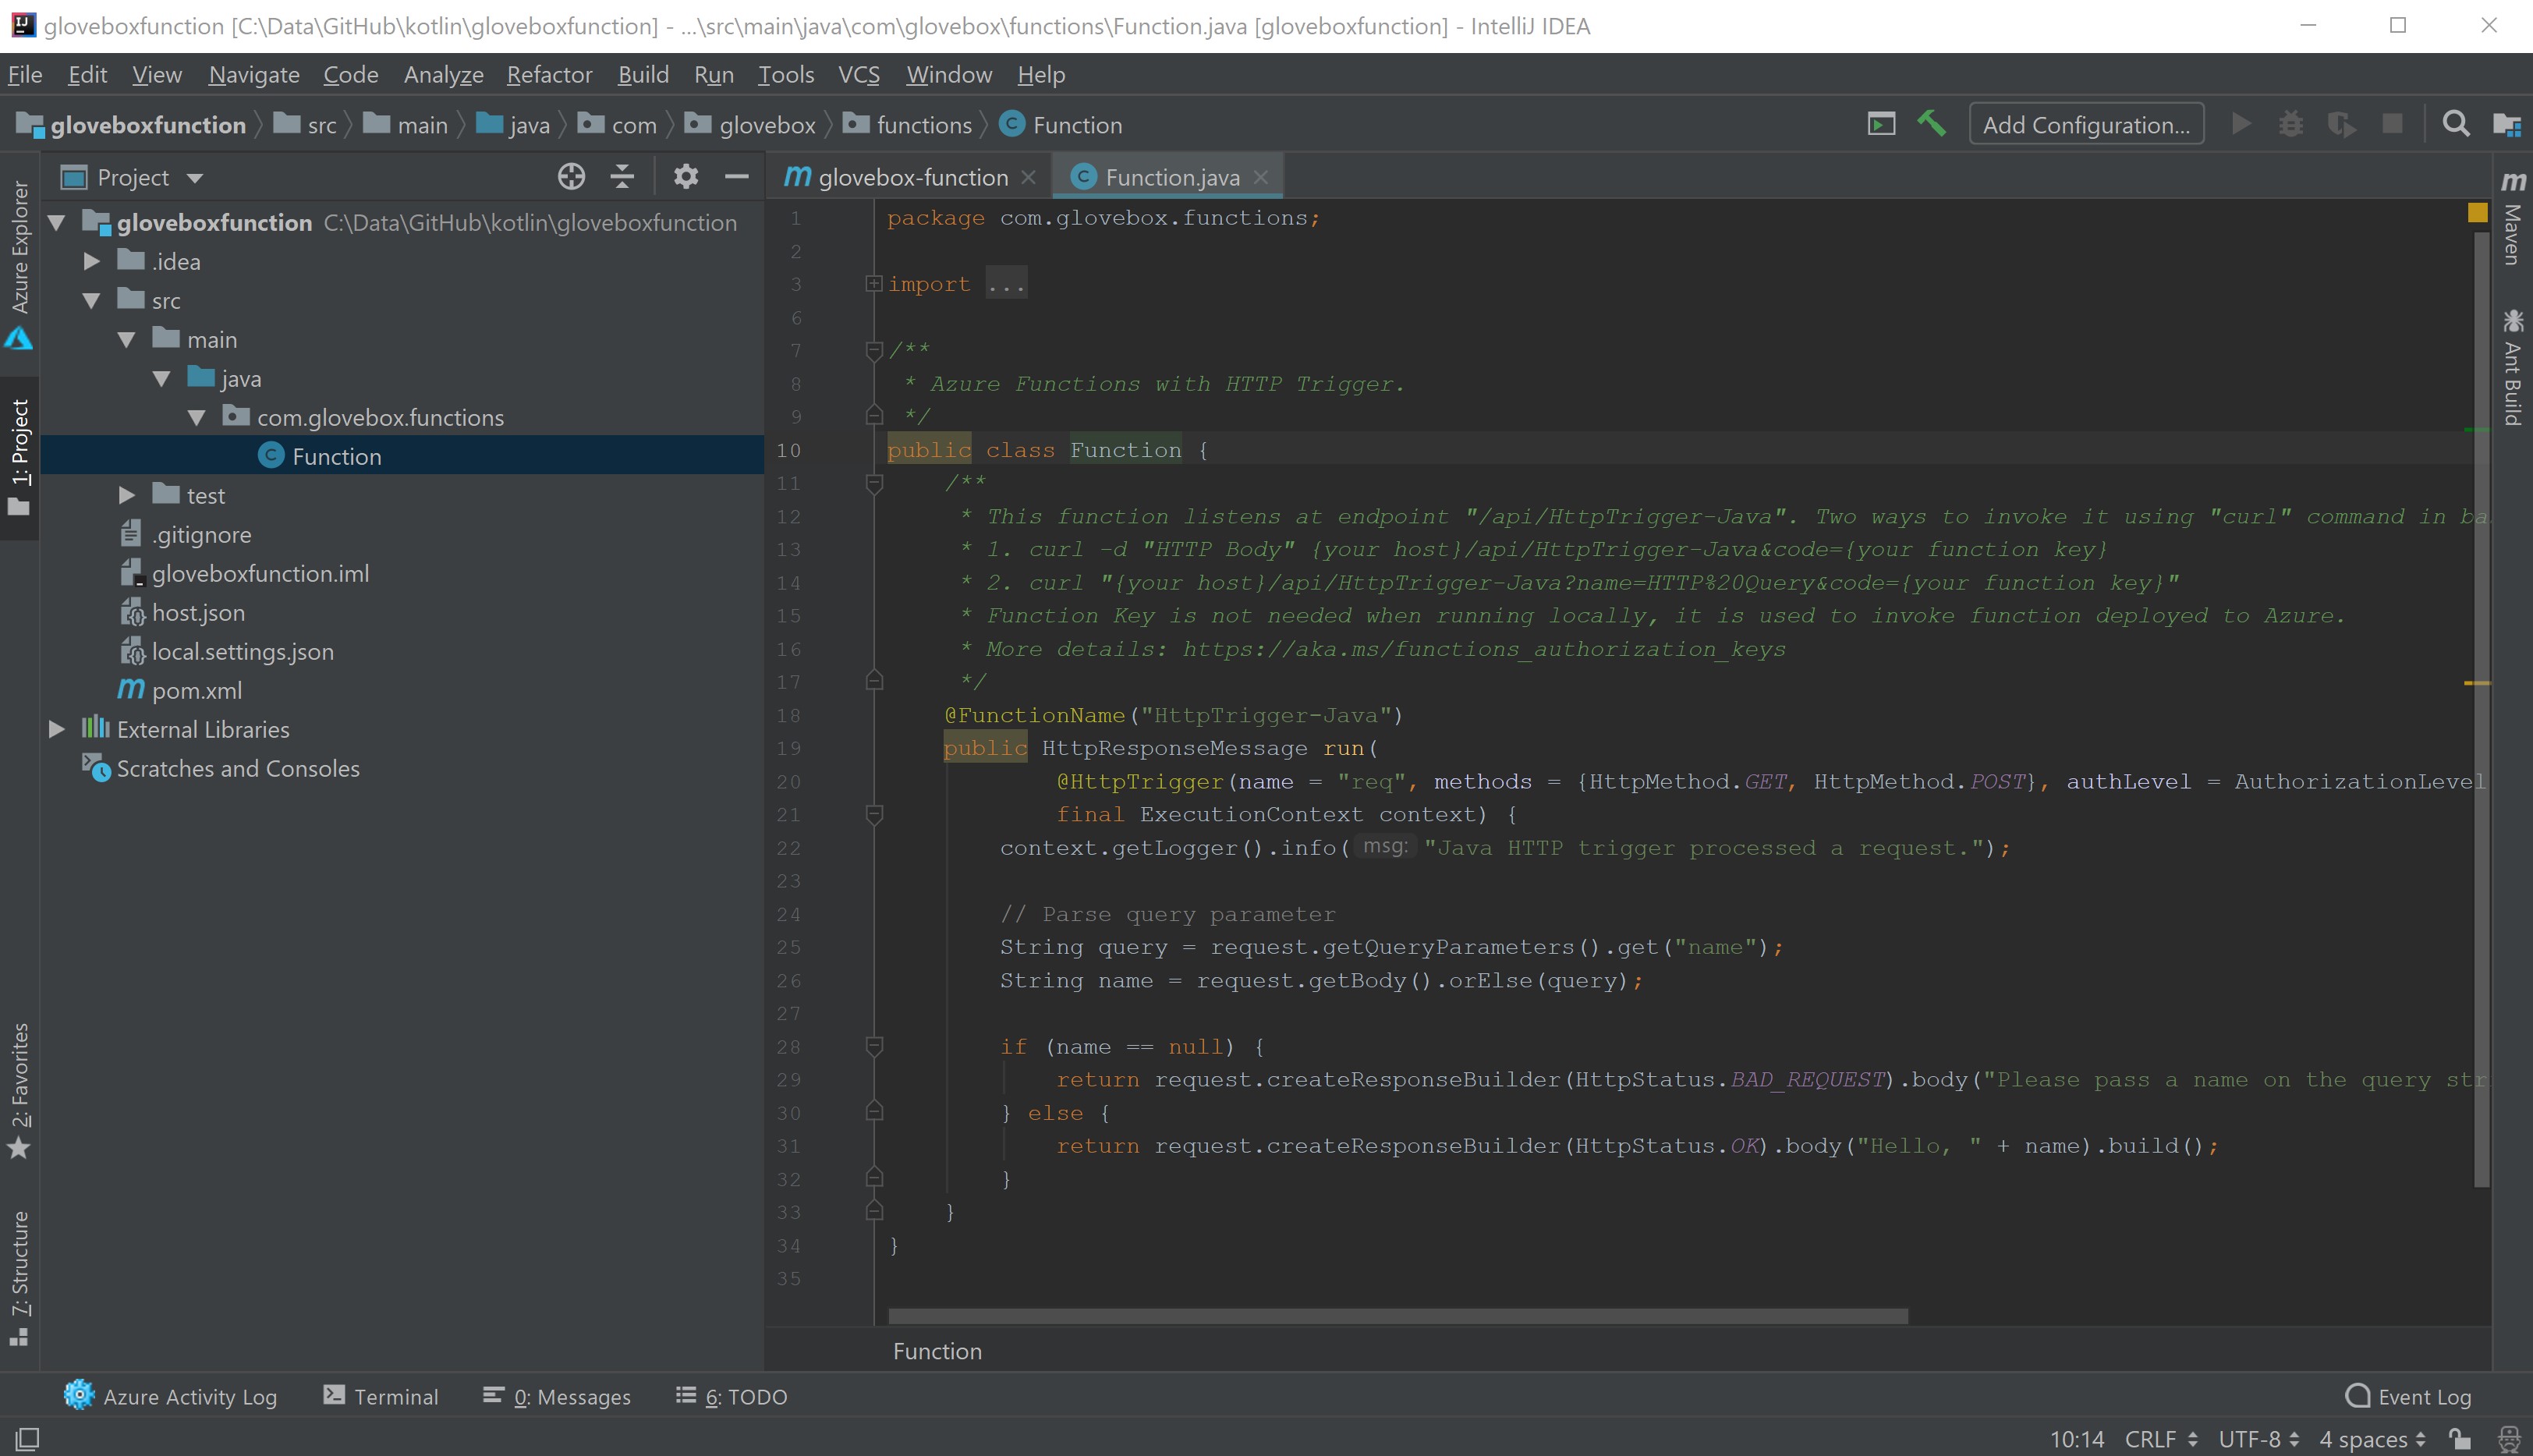 gloveboxfunction [C:\Data\GitHub\kotlin\gloveboxfunction] - ...\src\main\java\com\glovebox\functions\Function.java [gloveboxfunction] - IntelliJ IDEA
File Edit View Navigate Code Analyze Refactor Build Run Tools VCS Window Help
gloveboxfunction src main java com glovebox functions Function Add Configuration...
Azure Explorer
1: Project
2: Favorites
7: Structure
Project
gloveboxfunction C:\Data\GitHub\kotlin\gloveboxfunction
.idea
src
main
java
com.glovebox.functions
Function
test
.gitignore
gloveboxfunction.iml
host.json
local.settings.json
pom.xml
External Libraries
Scratches and Consoles
glovebox-function Function.java
1 package com.glovebox.functions;
2
3 import ...
6
7 /**
8 * Azure Functions with HTTP Trigger.
9 */
10 public class Function {
11 /**
12 * This function listens at endpoint "/api/HttpTrigger-Java". Two ways to invoke it using "curl" command in ba
13 * 1. curl -d "HTTP Body" {your host}/api/HttpTrigger-Java&code={your function key}
14 * 2. curl "{your host}/api/HttpTrigger-Java?name=HTTP%20Query&code={your function key}"
15 * Function Key is not needed when running locally, it is used to invoke function deployed to Azure.
16 * More details: https://aka.ms/functions_authorization_keys
17 */
18 @FunctionName("HttpTrigger-Java")
19 public HttpResponseMessage run(
20 @HttpTrigger(name = "req", methods = {HttpMethod.GET, HttpMethod.POST}, authLevel = AuthorizationLevel
21 final ExecutionContext context) {
22 context.getLogger().info( msg: "Java HTTP trigger processed a request.");
23
24 // Parse query parameter
25 String query = request.getQueryParameters().get("name");
26 String name = request.getBody().orElse(query);
27
28 if (name == null) {
29 return request.createResponseBuilder(HttpStatus.BAD_REQUEST).body("Please pass a name on the query str
30 } else {
31 return request.createResponseBuilder(HttpStatus.OK).body("Hello, " + name).build();
32 }
33 }
34 }
35
Function
Maven
Ant Build
Azure Activity Log Terminal 0: Messages 6: TODO Event Log
10:14 CRLF UTF-8 4 spaces